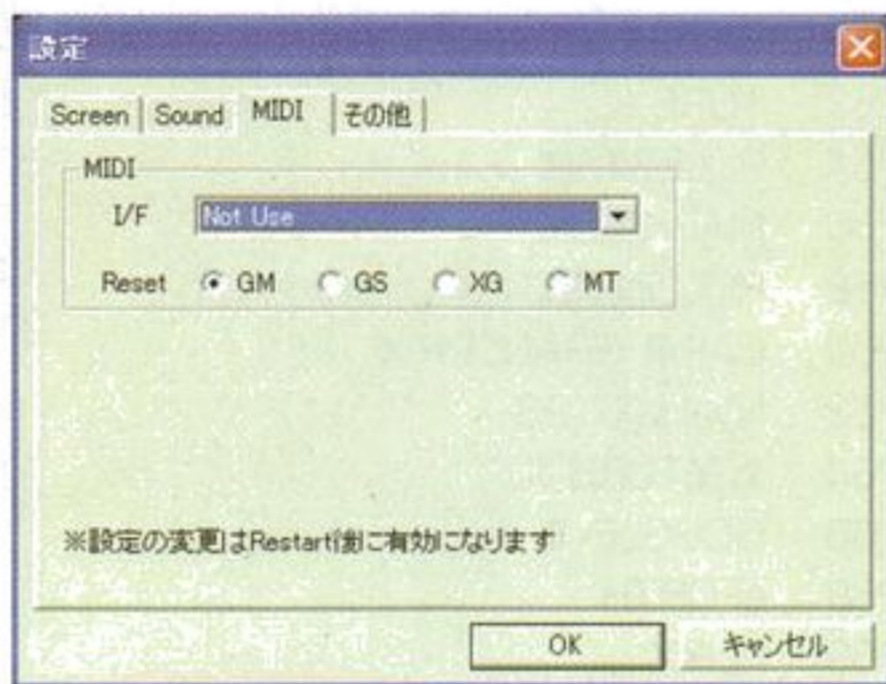 設定
Screen Sound MIDI その他
MIDI
I/F Not Use
Reset GM GS XG MT
※設定の変更はRestart後に有効になります
OK キャンセル